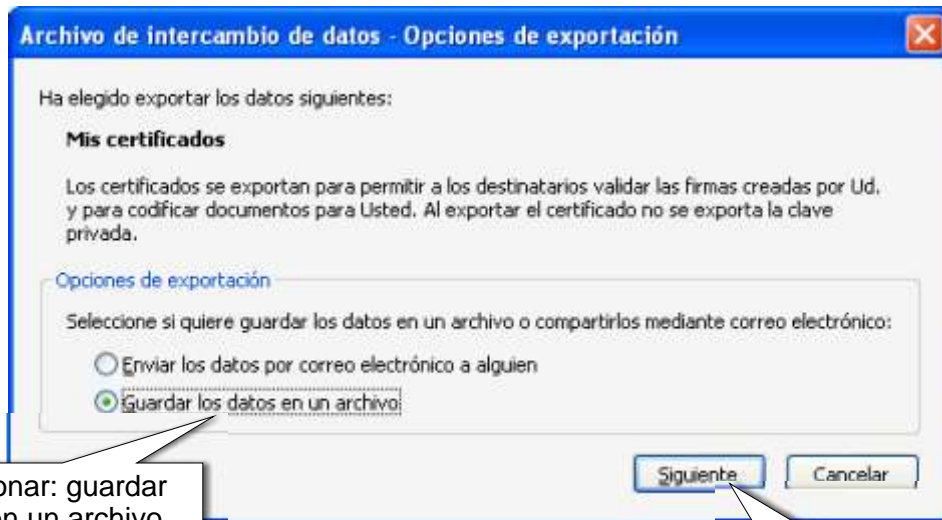 Archivo de intercambio de datos - Opciones de exportación
Ha elegido exportar los datos siguientes:
Mis certificados
Los certificados se exportan para permitir a los destinatarios validar las firmas creadas por Ud.
y para codificar documentos para Usted. Al exportar el certificado no se exporta la clave
privada.
Opciones de exportación
Seleccione si quiere guardar los datos en un archivo o compartirlos mediante correo electrónico:
Enviar los datos por correo electrónico a alguien
Guardar los datos en un archivo
Siguiente
Cancelar
onar: guardar
en un archivo